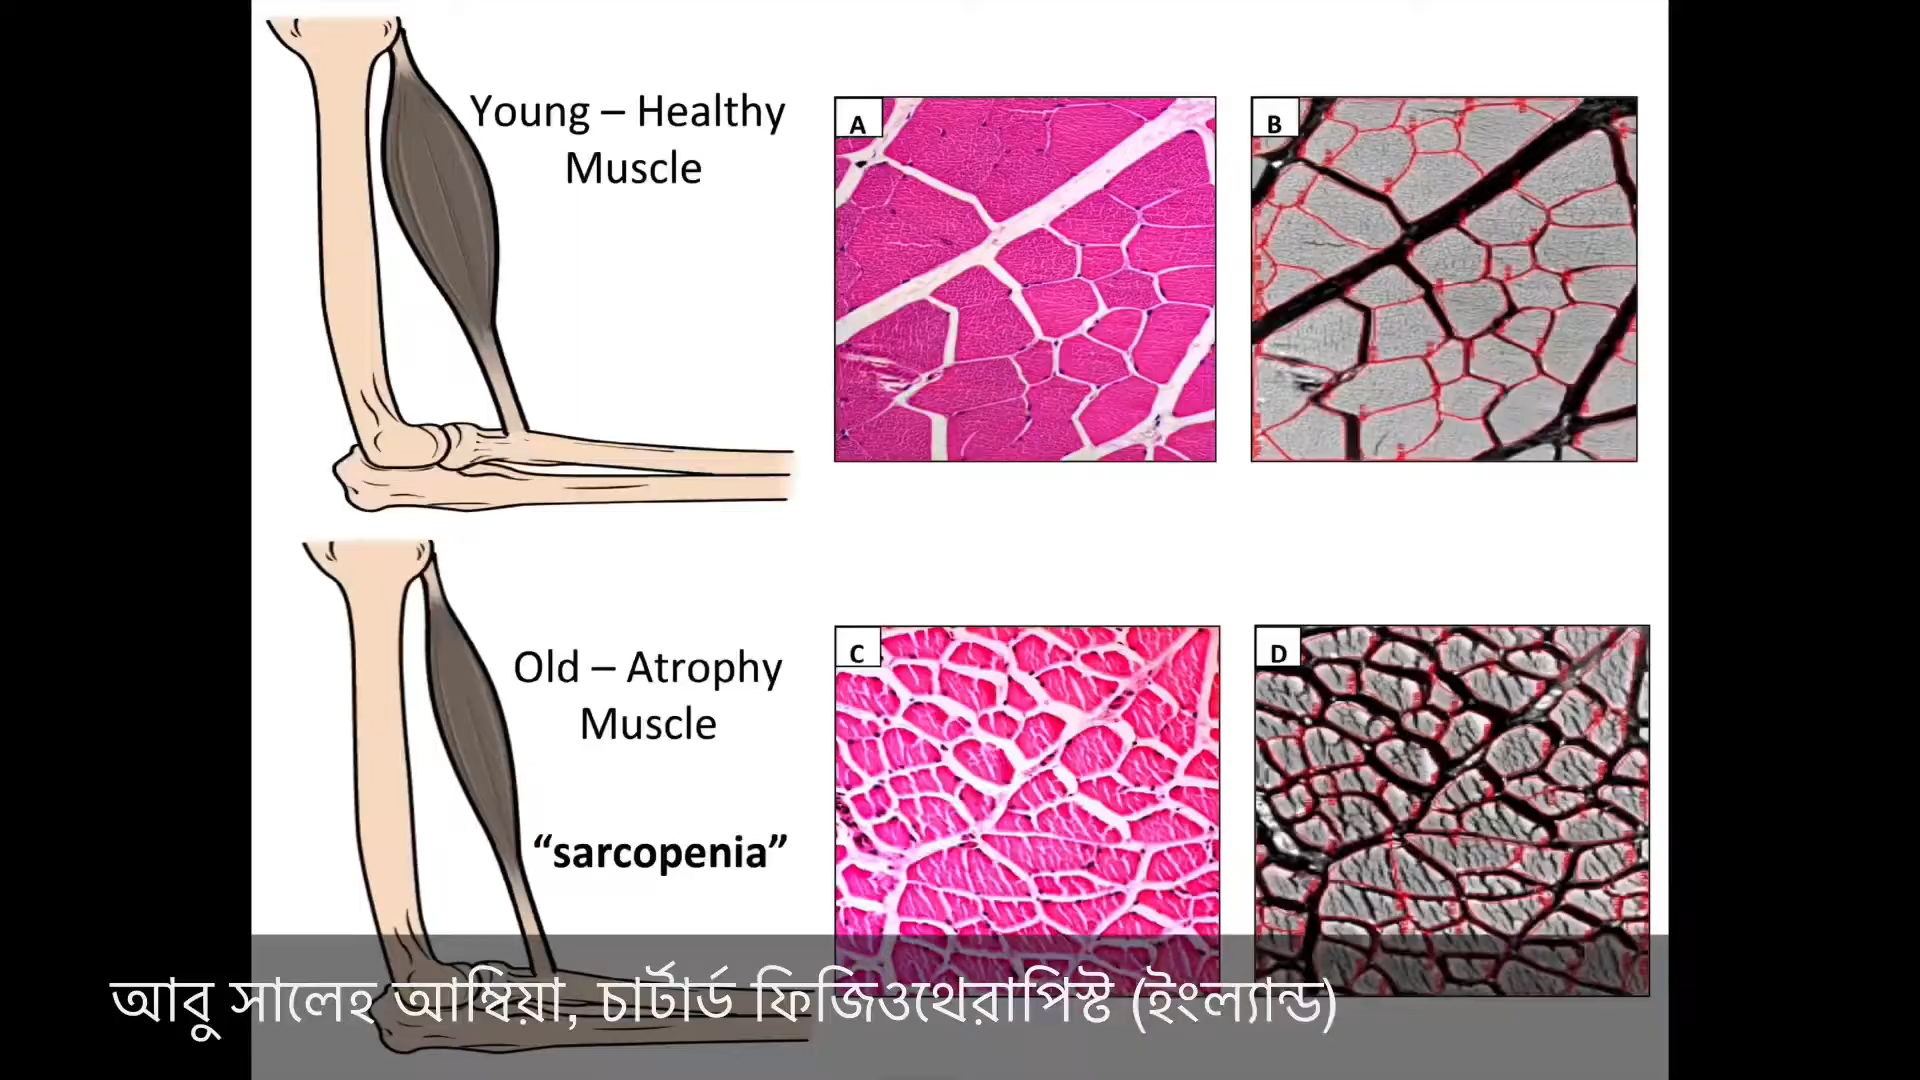 Young – Healthy
Muscle
A
B
Old – Atrophy
Muscle
“sarcopenia”
C
D
আবু সালেহ আম্বিয়া, চার্টার্ড ফিজিওথেরাপিস্ট (ইংল্যান্ড)